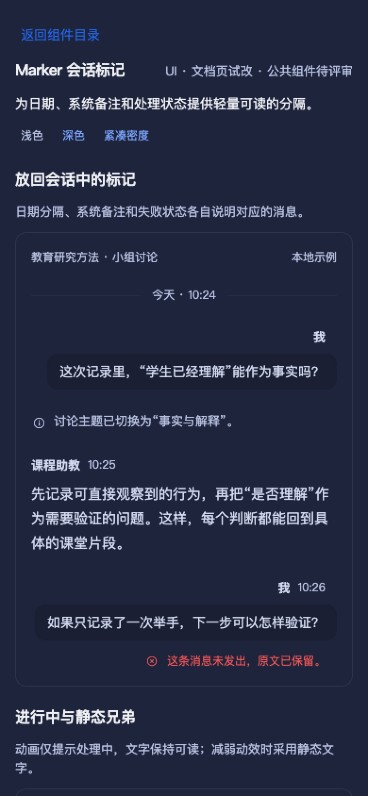 返回组件目录
Marker 会话标记 UI · 文档页试改 · 公共组件待评审
为日期、系统备注和处理状态提供轻量可读的分隔。
浅色 深色 紧凑密度
放回会话中的标记
日期分隔、系统备注和失败状态各自说明对应的消息。
教育研究方法 · 小组讨论 本地示例
今天 · 10:24
我
这次记录里，“学生已经理解”能作为事实吗？
讨论主题已切换为“事实与解释”。
课程助教 10:25
先记录可直接观察到的行为，再把“是否理解”作
为需要验证的问题。这样，每个判断都能回到具
体的课堂片段。
我 10:26
如果只记录了一次举手，下一步可以怎样验证？
这条消息未发出，原文已保留。
进行中与静态兄弟
动画仅提示处理中，文字保持可读；减弱动效时采用静态文
字。